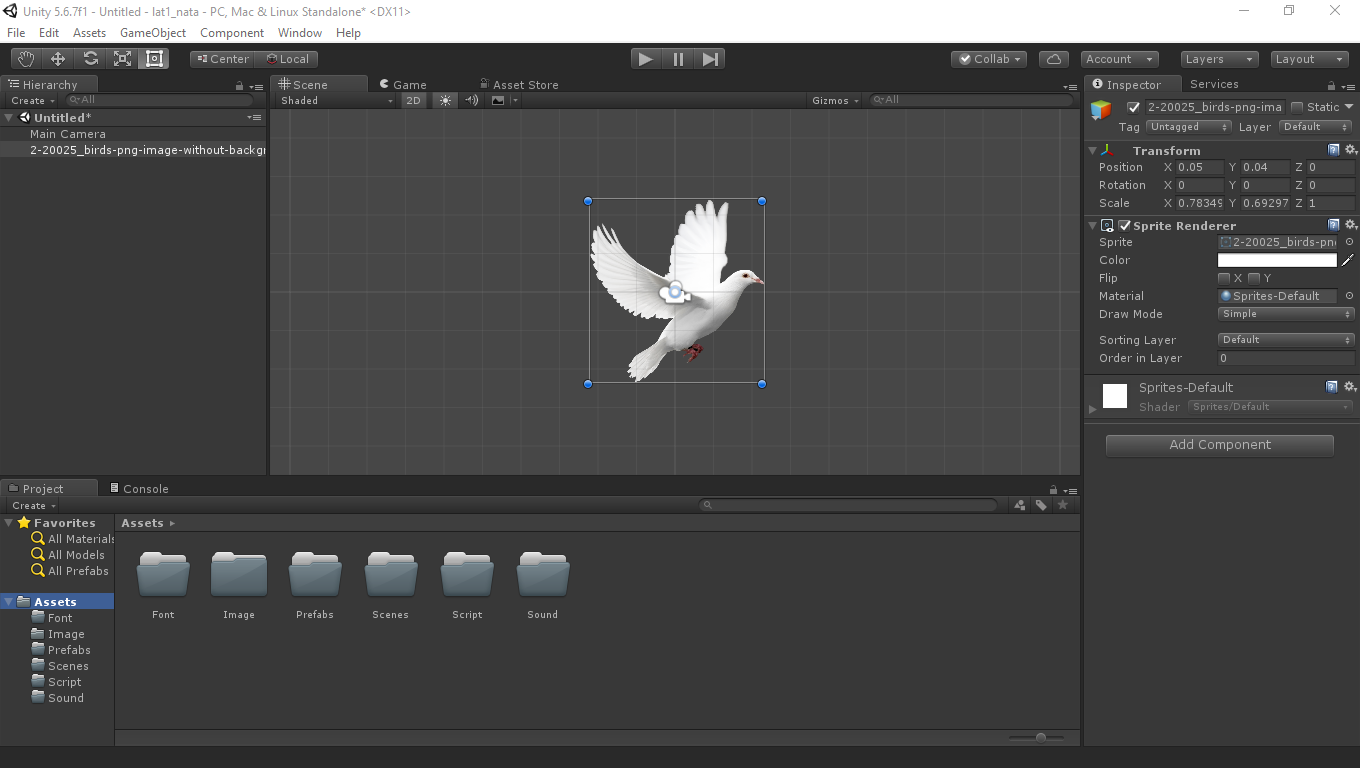 Unity 5.6.7f1 - Untitled - lat1_nata - PC, Mac & Linux Standalone* <DX11>
File Edit Assets GameObject Component Window Help
Center Local Collab Account Layers Layout
Hierarchy
Create All
Untitled*
Main Camera
2-20025_birds-png-image-without-backgr
Scene Game Asset Store
Shaded 2D Gizmos All
Inspector Services
2-20025_birds-png-ima Static
Tag Untagged Layer Default
Transform
Position X 0.05 Y 0.04 Z 0
Rotation X 0 Y 0 Z 0
Scale X 0.78349 Y 0.69297 Z 1
Sprite Renderer
Sprite 2-20025_birds-pn
Color
Flip X Y
Material Sprites-Default
Draw Mode Simple
Sorting Layer Default
Order in Layer 0
Sprites-Default
Shader Sprites/Default
Add Component
Project Console
Create
Favorites
All Materials
All Models
All Prefabs
Assets
Font
Image
Prefabs
Scenes
Script
Sound
Assets
Font Image Prefabs Scenes Script Sound